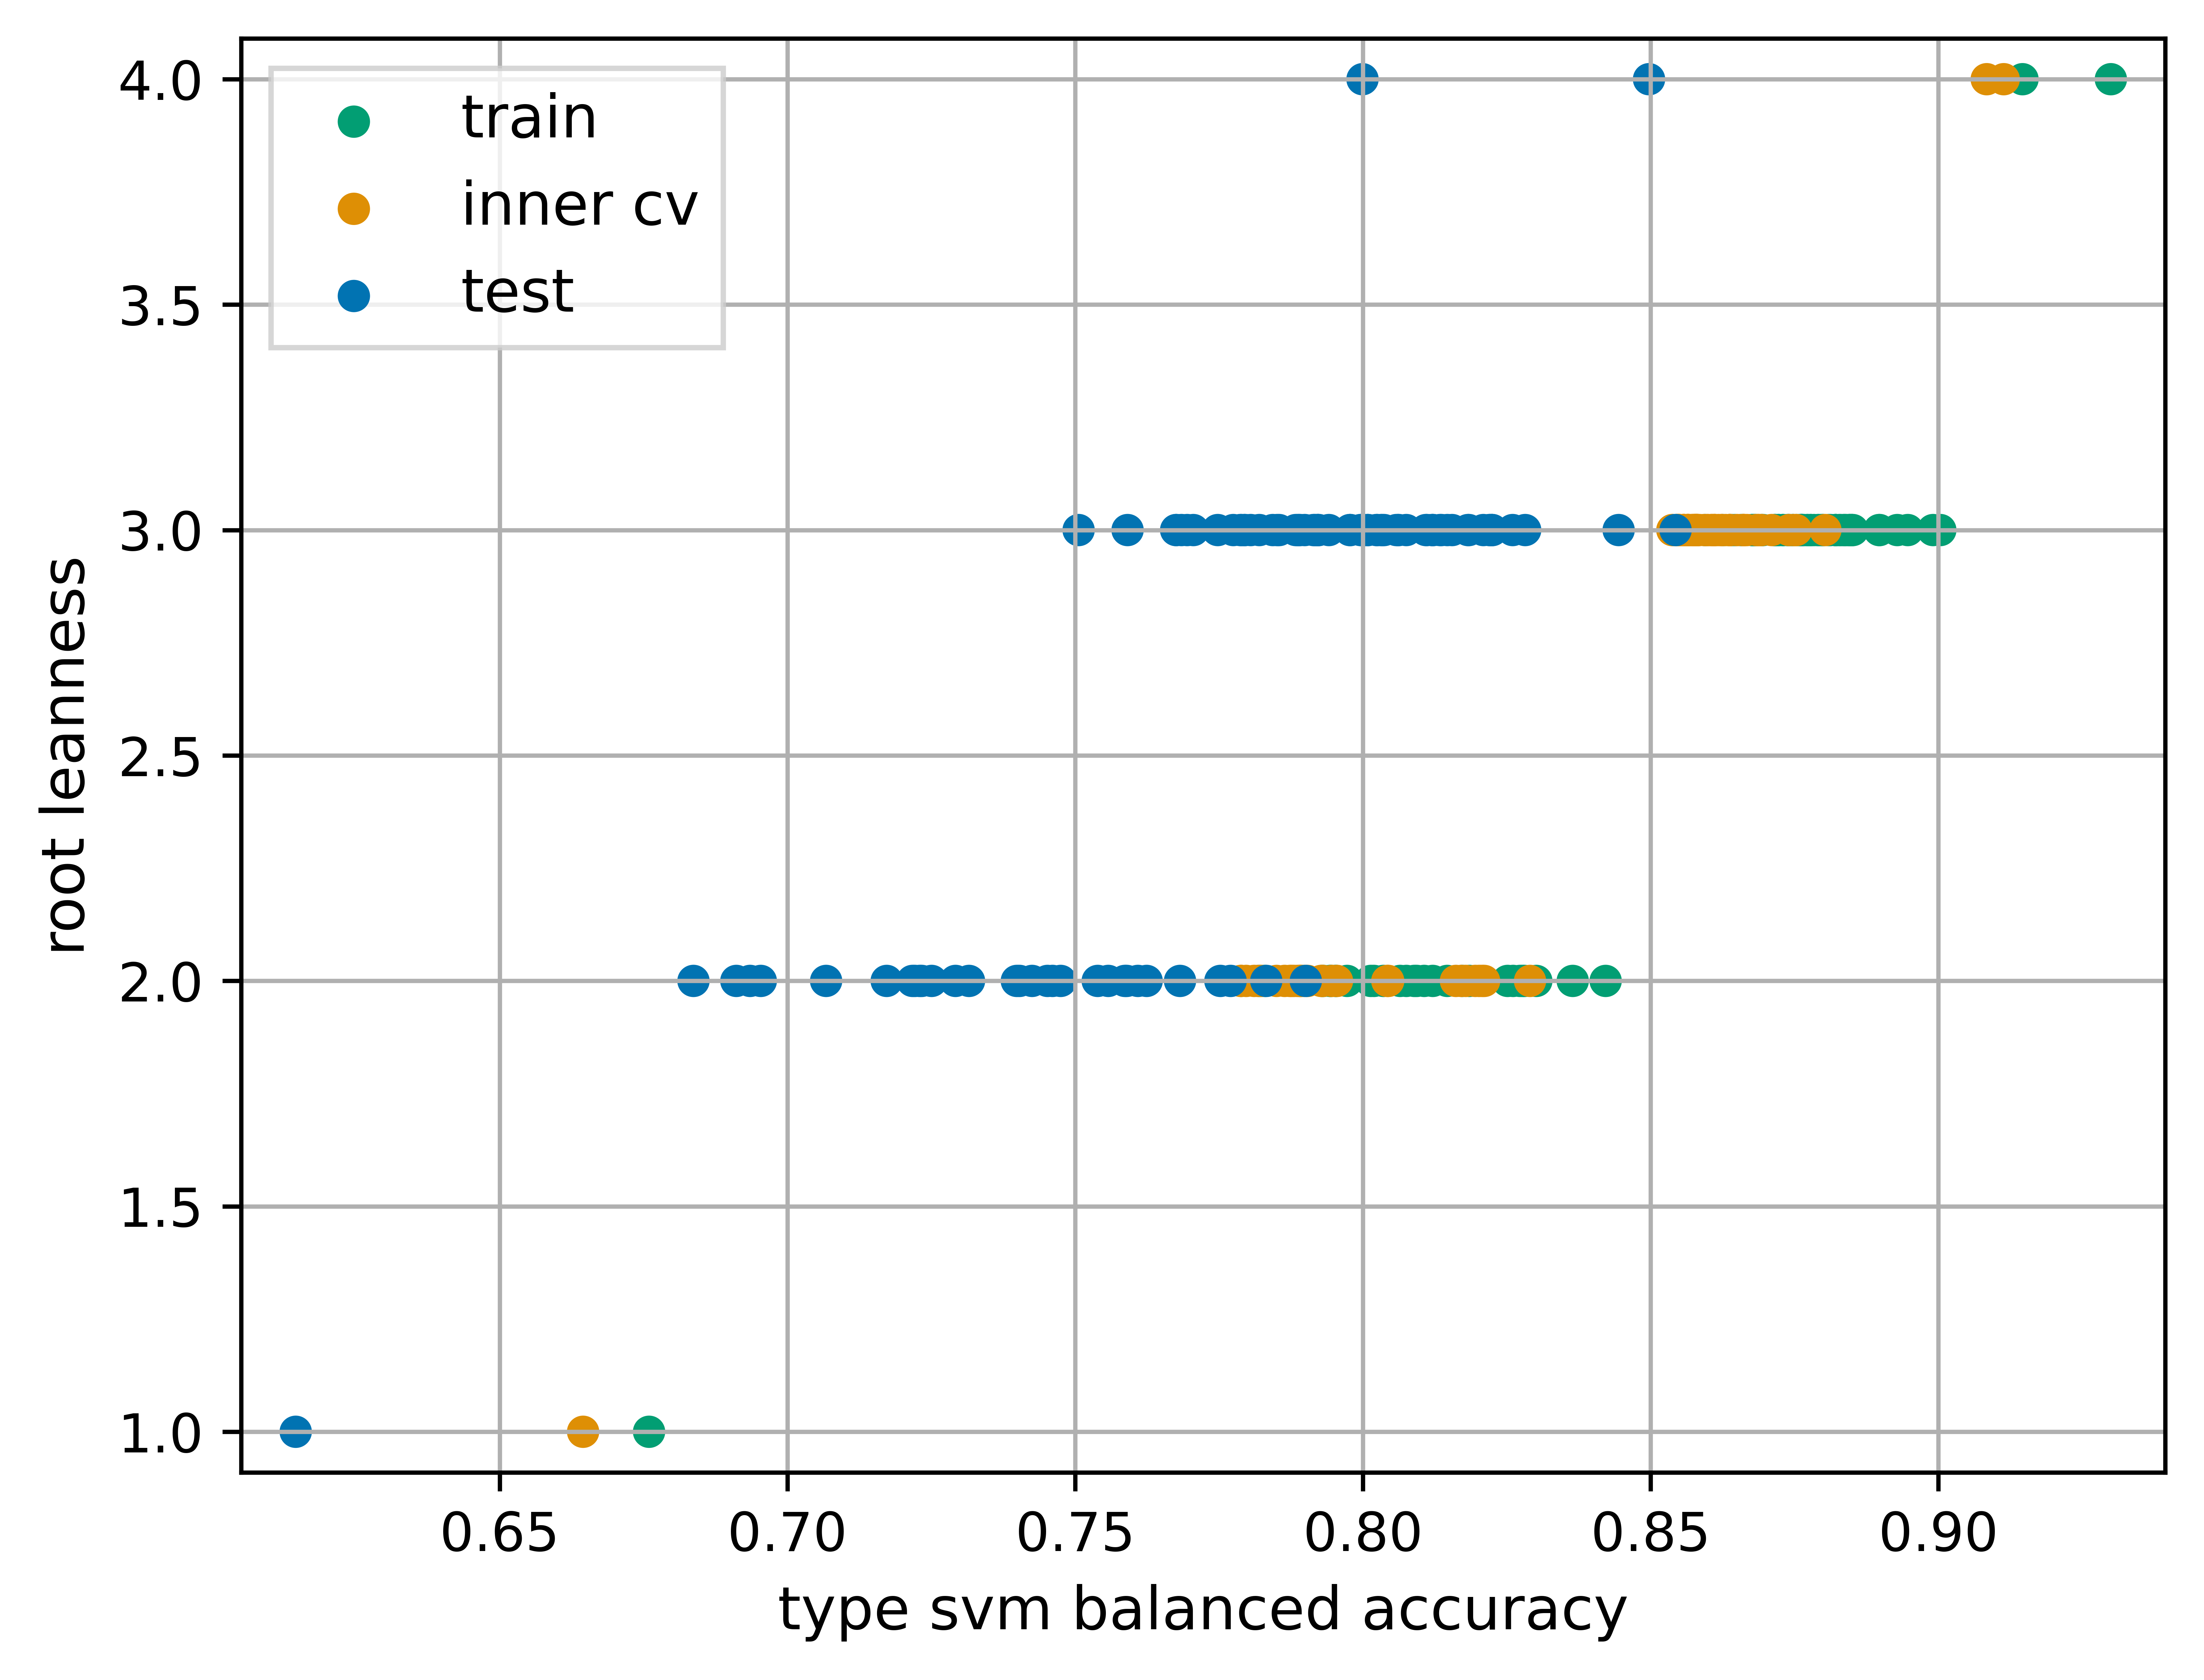 4.0
3.5
3.0
2.5
2.0
1.5
1.0
root leanness
train
inner cv
test
0.65 0.70 0.75 0.80 0.85 0.90
type svm balanced accuracy